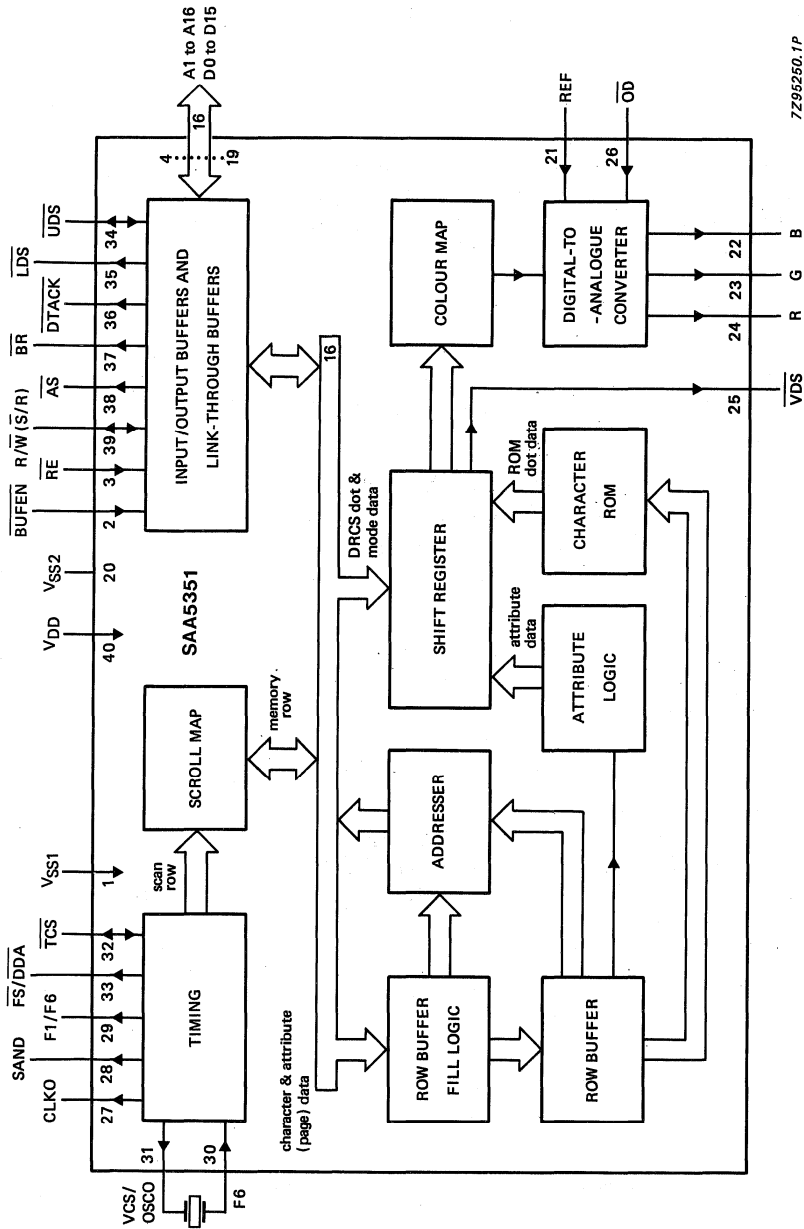 CLKO
27
SAND
28
F1/F6
29
FS/DDA
33
TCS
32
VSS1
1
VDD
40
VSS2
20
BUFEN
2
RE
3
R/W (S/R)
39
AS
38
BR
37
DTACK
36
LDS
35
UDS
34
VCS/
OSCO
31
30
F6
TIMING
scan
row
SCROLL MAP
SAA5351
INPUT/OUTPUT BUFFERS AND
LINK-THROUGH BUFFERS
4
19
16
A1 to A16
D0 to D15
memory
row
16
character & attribute
(page) data
DRCS dot &
mode data
ROW BUFFER
FILL LOGIC
ADDRESSER
SHIFT REGISTER
COLOUR MAP
attribute
data
ROM
dot data
ROW BUFFER
ATTRIBUTE
LOGIC
CHARACTER
ROM
DIGITAL-TO
-ANALOGUE
CONVERTER
21
REF
26
OD
25
VDS
24
R
23
G
22
B
7Z95250.1P